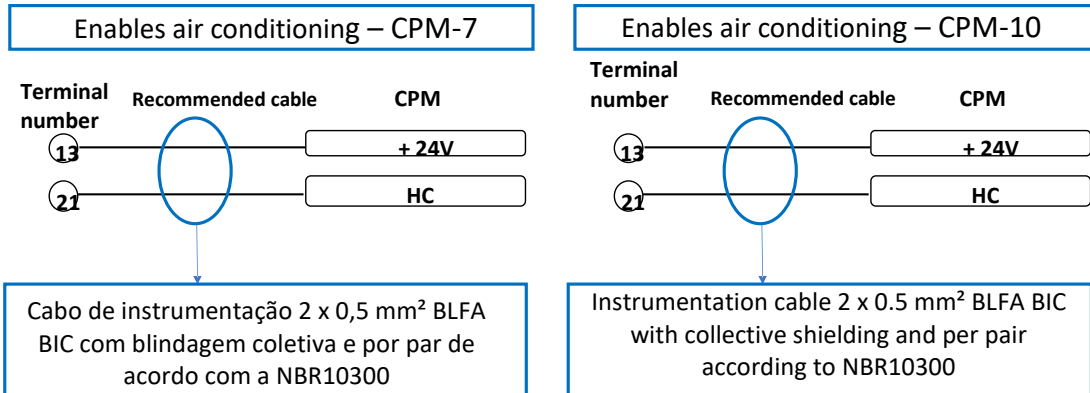 Enables air conditioning – CPM-7
Terminal number
Recommended cable
CPM
13
+ 24V
21
HC
Cabo de instrumentação 2 x 0,5 mm² BLFA
BIC com blindagem coletiva e por par de
acordo com a NBR10300
Enables air conditioning – CPM-10
Terminal
number
Recommended cable
CPM
13
+ 24V
21
HC
Instrumentation cable 2 x 0.5 mm² BLFA BIC
with collective shielding and per pair
according to NBR10300